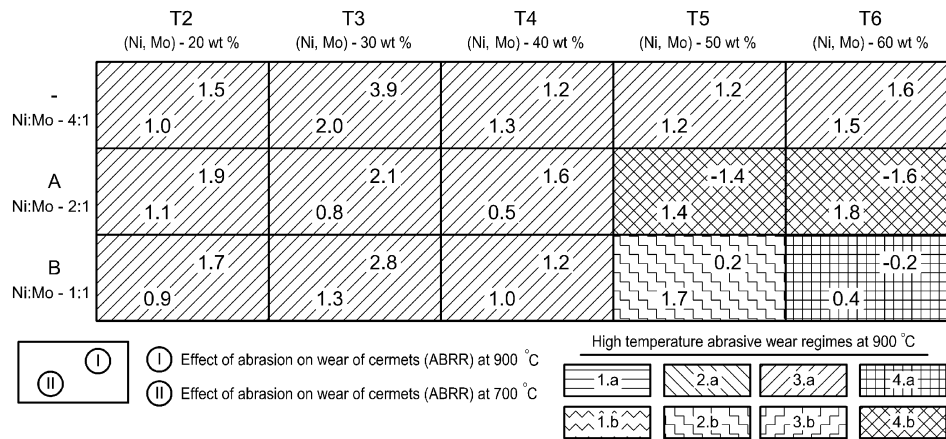 T2 T3 T4 T5 T6
(Ni, Mo) - 20 wt % (Ni, Mo) - 30 wt % (Ni, Mo) - 40 wt % (Ni, Mo) - 50 wt % (Ni, Mo) - 60 wt %
- 1.5 3.9 1.2 1.2 1.6
Ni:Mo - 4:1 1.0 2.0 1.3 1.2 1.5
A 1.9 2.1 1.6 -1.4 -1.6
Ni:Mo - 2:1 1.1 0.8 0.5 1.4 1.8
B 1.7 2.8 1.2 0.2 -0.2
Ni:Mo - 1:1 0.9 1.3 1.0 1.7 0.4
I
II
I Effect of abrasion on wear of cermets (ABRR) at 900 °C
II Effect of abrasion on wear of cermets (ABRR) at 700 °C
High temperature abrasive wear regimes at 900 °C
1.a 2.a 3.a 4.a
1.b 2.b 3.b 4.b